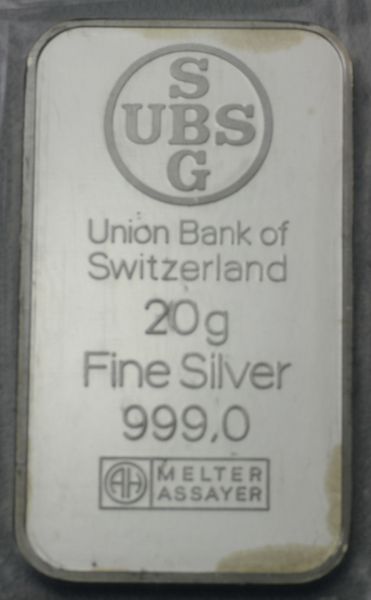 S
UBS
B
G
Union Bank of
Switzerland
20g
Fine Silver
999,0
AH MELTER
ASSAYER